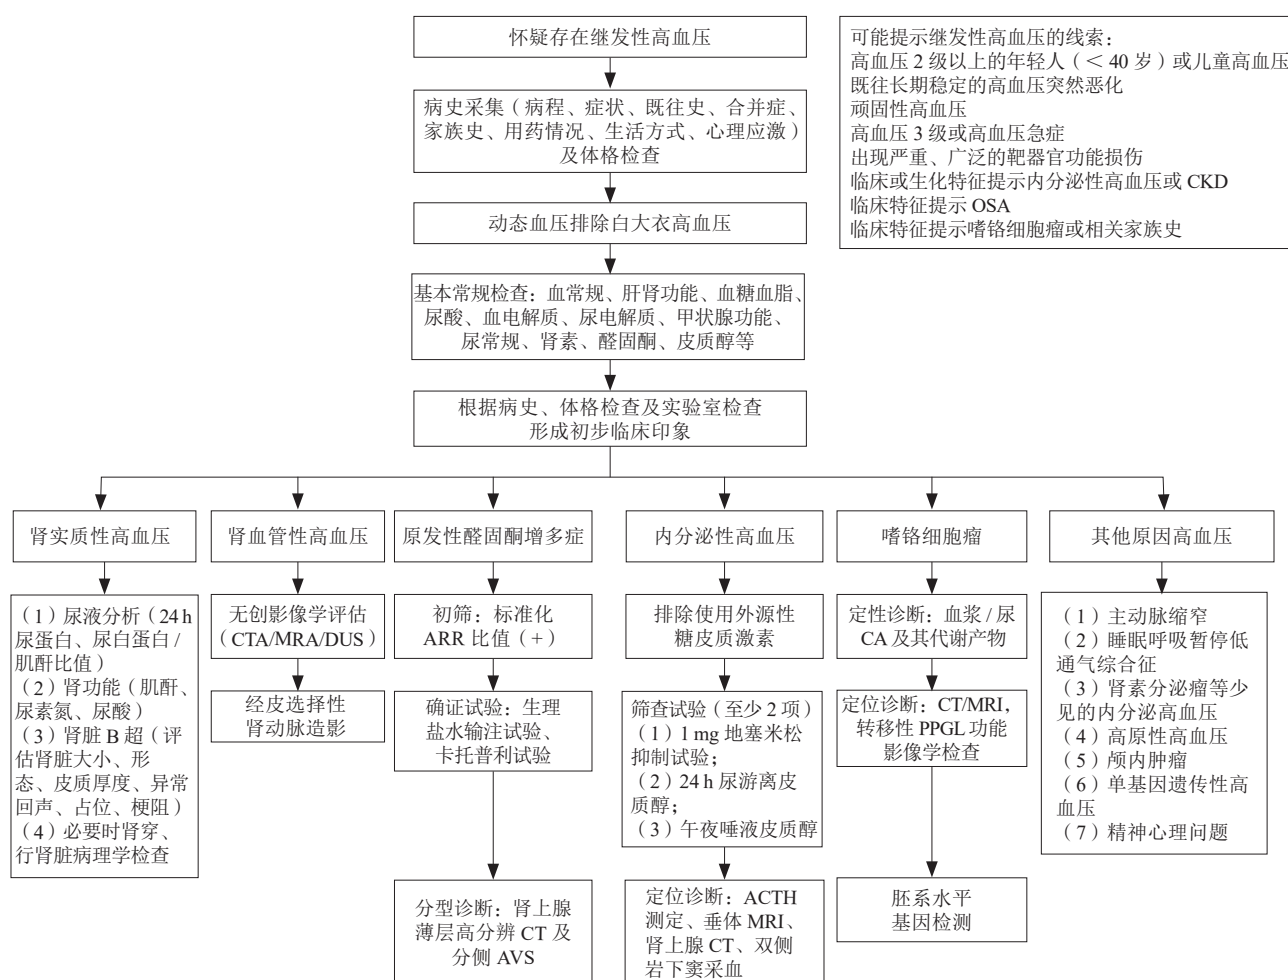 怀疑存在继发性高血压
病史采集（病程、症状、既往史、合并症、
家族史、用药情况、生活方式、心理应激）
及体格检查
动态血压排除白大衣高血压
基本常规检查：血常规、肝肾功能、血糖血脂、
尿酸、血电解质、尿电解质、甲状腺功能、
尿常规、肾素、醛固酮、皮质醇等
根据病史、体格检查及实验室检查
形成初步临床印象
可能提示继发性高血压的线索：
高血压 2 级以上的年轻人（＜ 40 岁）或儿童高血压
既往长期稳定的高血压突然恶化
顽固性高血压
高血压 3 级或高血压急症
出现严重、广泛的靶器官功能损伤
临床或生化特征提示内分泌性高血压或 CKD
临床特征提示 OSA
临床特征提示嗜铬细胞瘤或相关家族史
肾实质性高血压
（1）尿液分析（24 h
尿蛋白、尿白蛋白 /
肌酐比值）
（2）肾功能（肌酐、
尿素氮、尿酸）
（3）肾脏 B 超（评
估肾脏大小、形
态、皮质厚度、异常
回声、占位、梗阻）
（4）必要时肾穿、
行肾脏病理学检查
肾血管性高血压
无创影像学评估
（CTA/MRA/DUS）
经皮选择性
肾动脉造影
原发性醛固酮增多症
初筛：标准化
ARR 比值（+）
确证试验：生理
盐水输注试验、
卡托普利试验
分型诊断：肾上腺
薄层高分辨 CT 及
分侧 AVS
内分泌性高血压
排除使用外源性
糖皮质激素
筛查试验（至少 2 项）
（1）1 mg 地塞米松
抑制试验；
（2）24 h 尿游离皮
质醇；
（3）午夜唾液皮质醇
定位诊断：ACTH
测定、垂体 MRI、
肾上腺 CT、双侧
岩下窦采血
嗜铬细胞瘤
定性诊断：血浆 / 尿
CA 及其代谢产物
定位诊断：CT/MRI，
转移性 PPGL 功能
影像学检查
胚系水平
基因检测
其他原因高血压
（1）主动脉缩窄
（2）睡眠呼吸暂停低
通气综合征
（3）肾素分泌瘤等少
见的内分泌高血压
（4）高原性高血压
（5）颅内肿瘤
（6）单基因遗传性高
血压
（7）精神心理问题